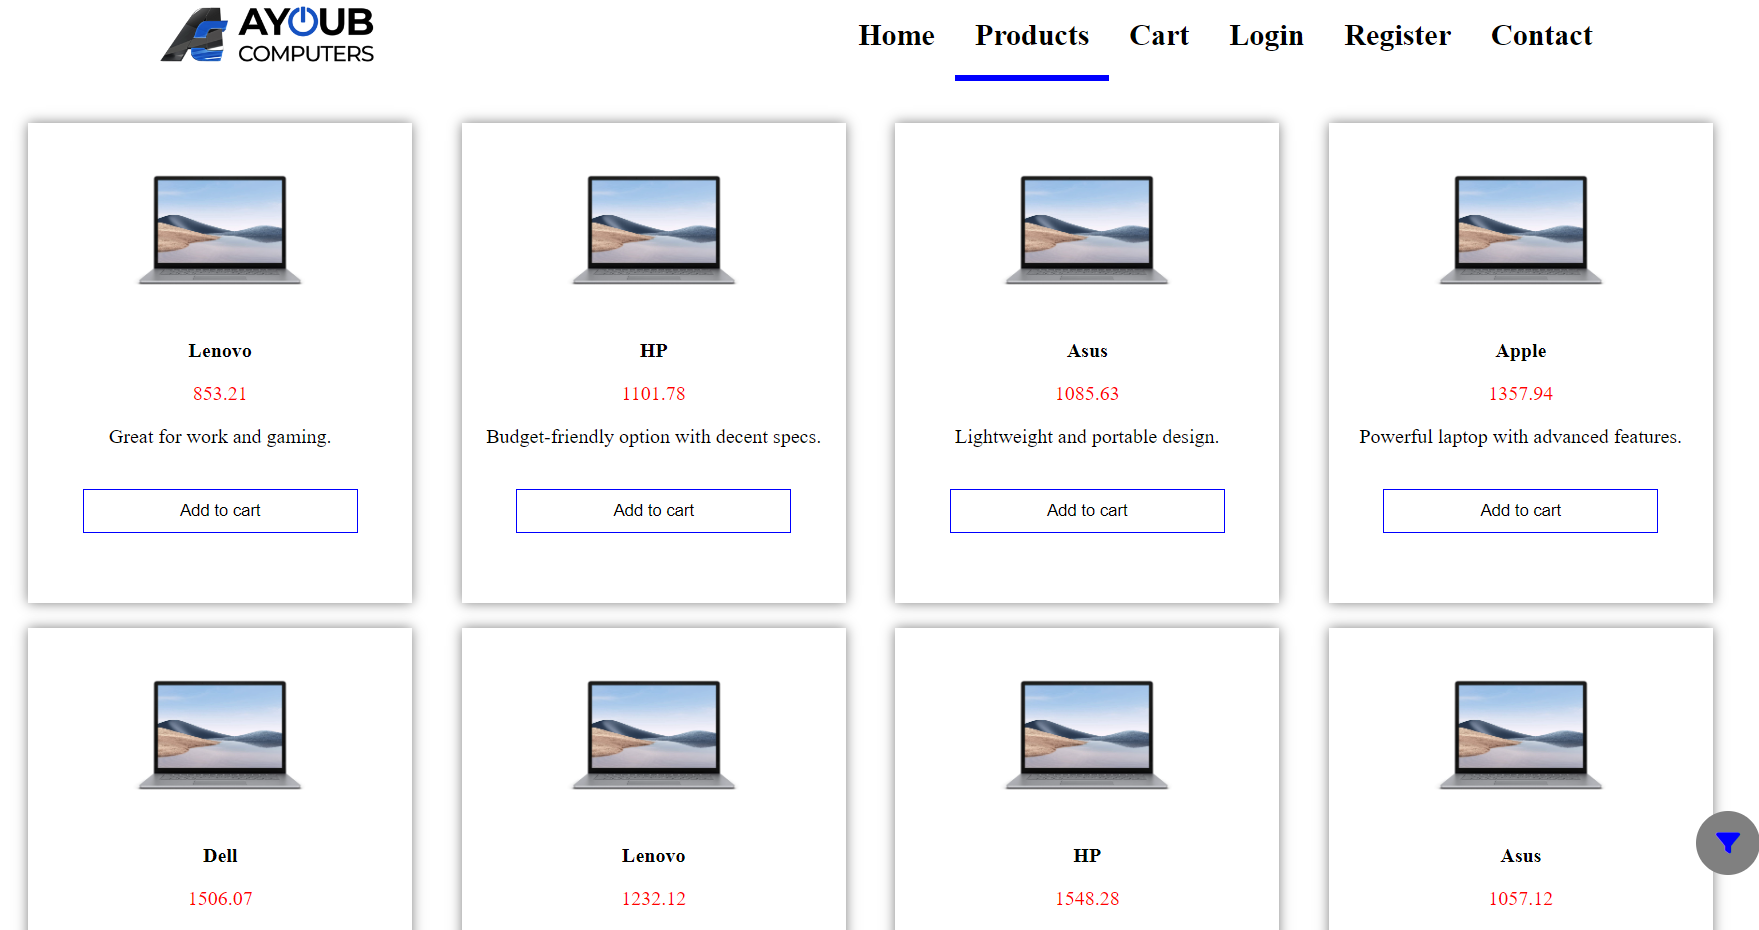 AYOUB
COMPUTERS
Home Products Cart Login Register Contact
Lenovo HP Asus Apple
853.21 1101.78 1085.63 1357.94
Great for work and gaming. Budget-friendly option with decent specs. Lightweight and portable design. Powerful laptop with advanced features.
Add to cart Add to cart Add to cart Add to cart
Dell Lenovo HP Asus
1506.07 1232.12 1548.28 1057.12